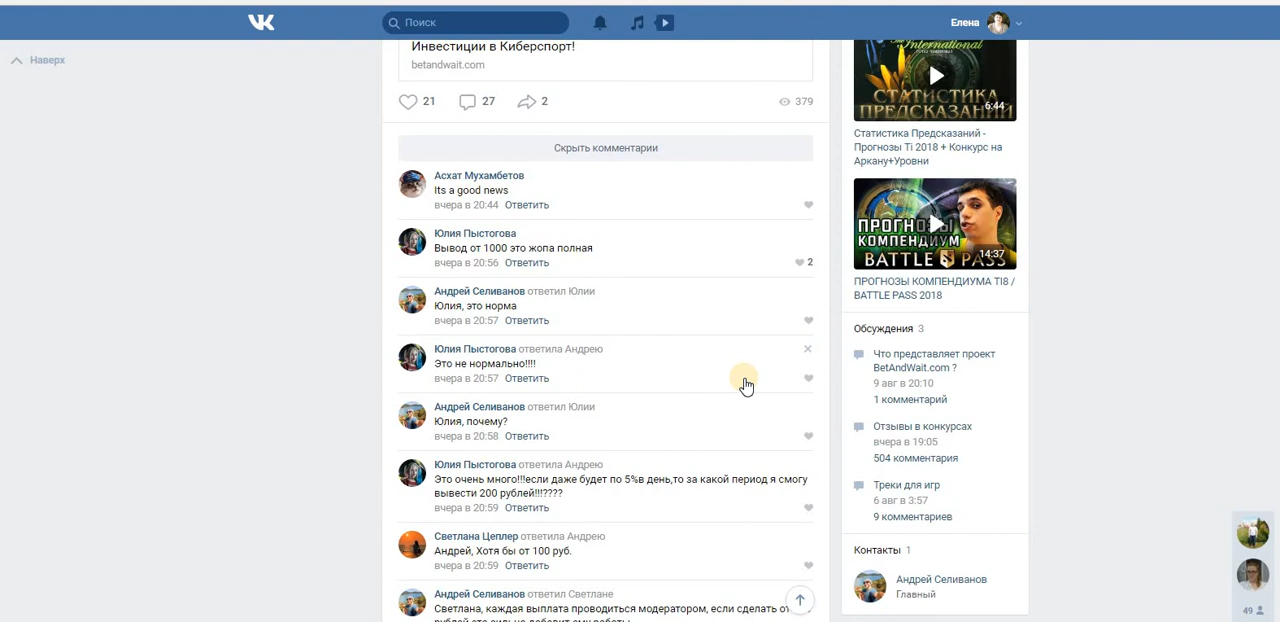 Поиск
Елена
Наверх
Инвестиции в Киберспорт!
betandwait.com
21
27
2
379
Скрыть комментарии
Асхат Мухамбетов
Its a good news
вчера в 20:44 Ответить
Юлия Пыстогова
Вывод от 1000 это жопа полная
вчера в 20:56 Ответить
2
Андрей Селиванов ответил Юлии
Юлия, это норма
вчера в 20:57 Ответить
Юлия Пыстогова ответила Андрею
Это не нормально!!!!
вчера в 20:57 Ответить
Андрей Селиванов ответил Юлии
Юлия, почему?
вчера в 20:58 Ответить
Юлия Пыстогова ответила Андрею
Это очень много!!!если даже будет по 5%в день,то за какой период я смогу
вывести 200 рублей!!!????
вчера в 20:59 Ответить
Светлана Цеплер ответила Андрею
Андрей, Хотя бы от 100 руб.
вчера в 20:59 Ответить
Андрей Селиванов ответил Светлане
Светлана, каждая выплата проводиться модератором, если сделать от
The International
СТАТИСТИКА
ПРЕДСКАЗАНИЙ
6:44
Статистика Предсказаний -
Прогнозы Ti 2018 + Конкурс на
Аркану+Уровни
ПРОГНОЗЫ
КОМПЕНДИУМ
BATTLE PASS
14:37
ПРОГНОЗЫ КОМПЕНДИУМА TI8 /
BATTLE PASS 2018
Обсуждения 3
Что представляет проект
BetAndWait.com ?
9 авг в 20:10
1 комментарий
Отзывы в конкурсах
вчера в 19:05
504 комментария
Треки для игр
6 авг в 3:57
9 комментариев
Контакты 1
Андрей Селиванов
Главный
49